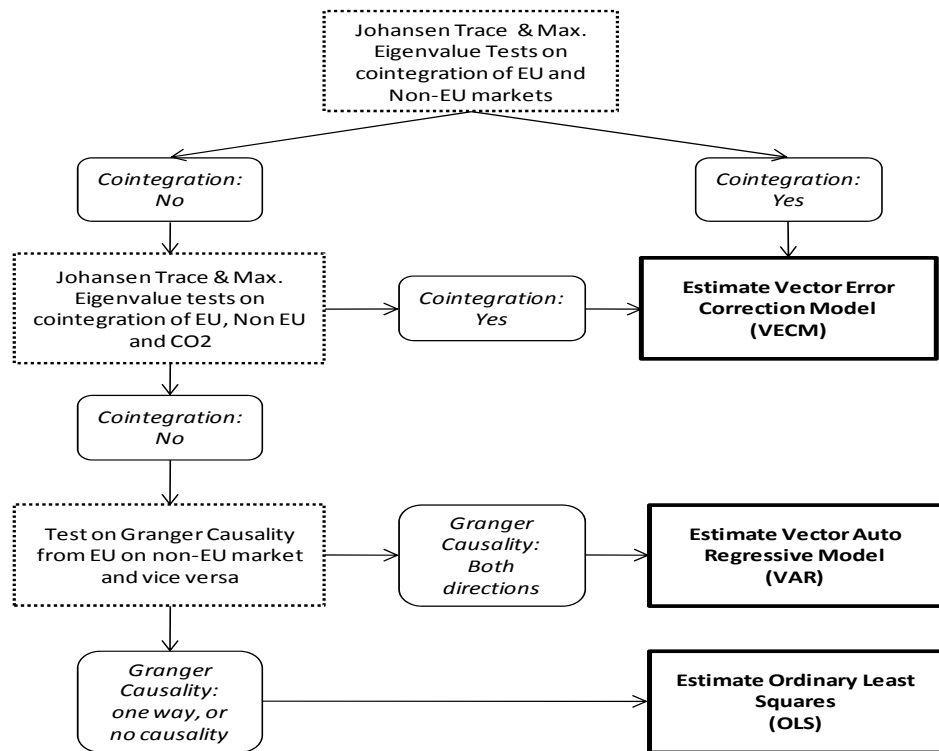 Johansen Trace & Max.
Eigenvalue Tests on
cointegration of EU and
Non-EU markets
Cointegration:
No
Cointegration:
Yes
Johansen Trace & Max.
Eigenvalue tests on
cointegration of EU, Non EU
and CO2
Cointegration:
Yes
Estimate Vector Error
Correction Model
(VECM)
Cointegration:
No
Test on Granger Causality
from EU on non-EU market
and vice versa
Granger
Causality:
Both
directions
Estimate Vector Auto
Regressive Model
(VAR)
Granger
Causality:
one way, or
no causality
Estimate Ordinary Least
Squares
(OLS)